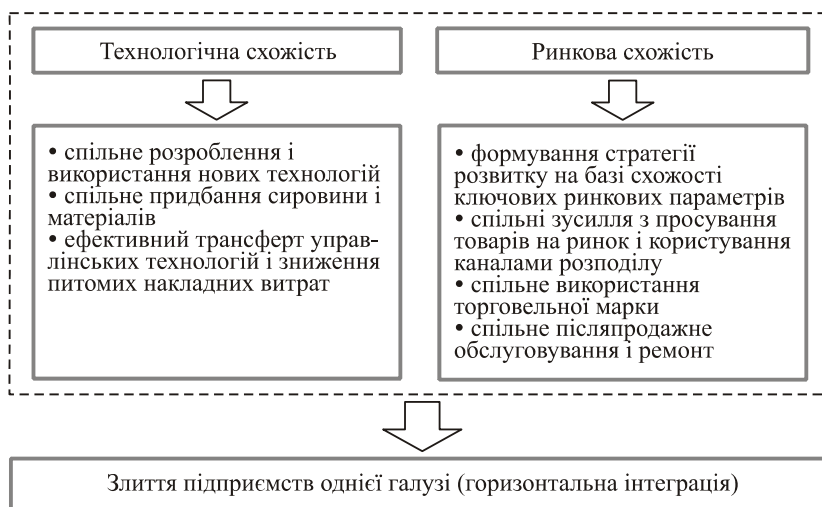 Технологічна схожість
Ринкова схожість
• спільне розроблення і
використання нових технологій
• спільне придбання сировини і
матеріалів
• ефективний трансферт управ-
лінських технологій і зниження
питомих накладних витрат
• формування стратегії
розвитку на базі схожості
ключових ринкових параметрів
• спільні зусилля з просування
товарів на ринок і користування
каналами розподілу
• спільне використання
торговельної марки
• спільне післяпродажне
обслуговування і ремонт
Злиття підприємств однієї галузі (горизонтальна інтеграція)